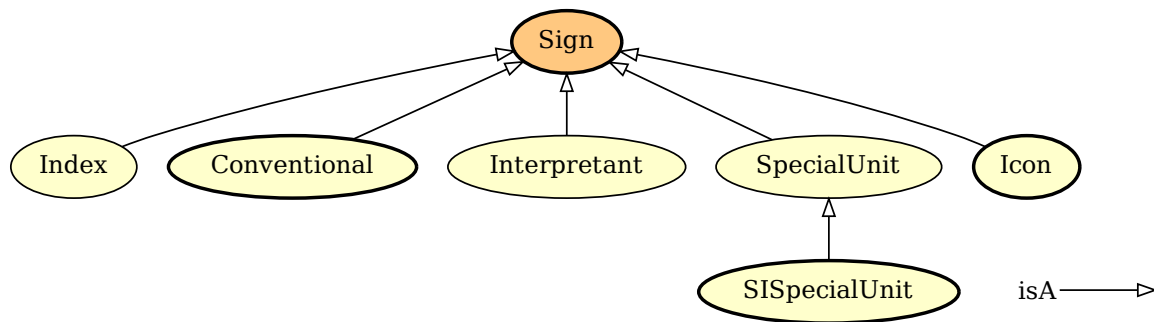 Sign
Index
Conventional
Interpretant
SpecialUnit
Icon
SISpecialUnit
isA